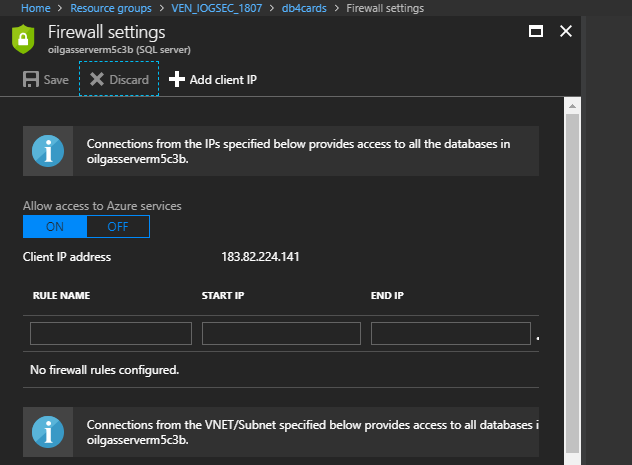 Home > Resource groups > VEN_IOGSEC_1807 > db4cards > Firewall settings
Firewall settings
oilgasserverm5c3b (SQL server)
Save Discard Add client IP
Connections from the IPs specified below provides access to all the databases in
oilgasserverm5c3b.
Allow access to Azure services
ON OFF
Client IP address 183.82.224.141
RULE NAME START IP END IP
No firewall rules configured.
Connections from the VNET/Subnet specified below provides access to all databases i
oilgasserverm5c3b.